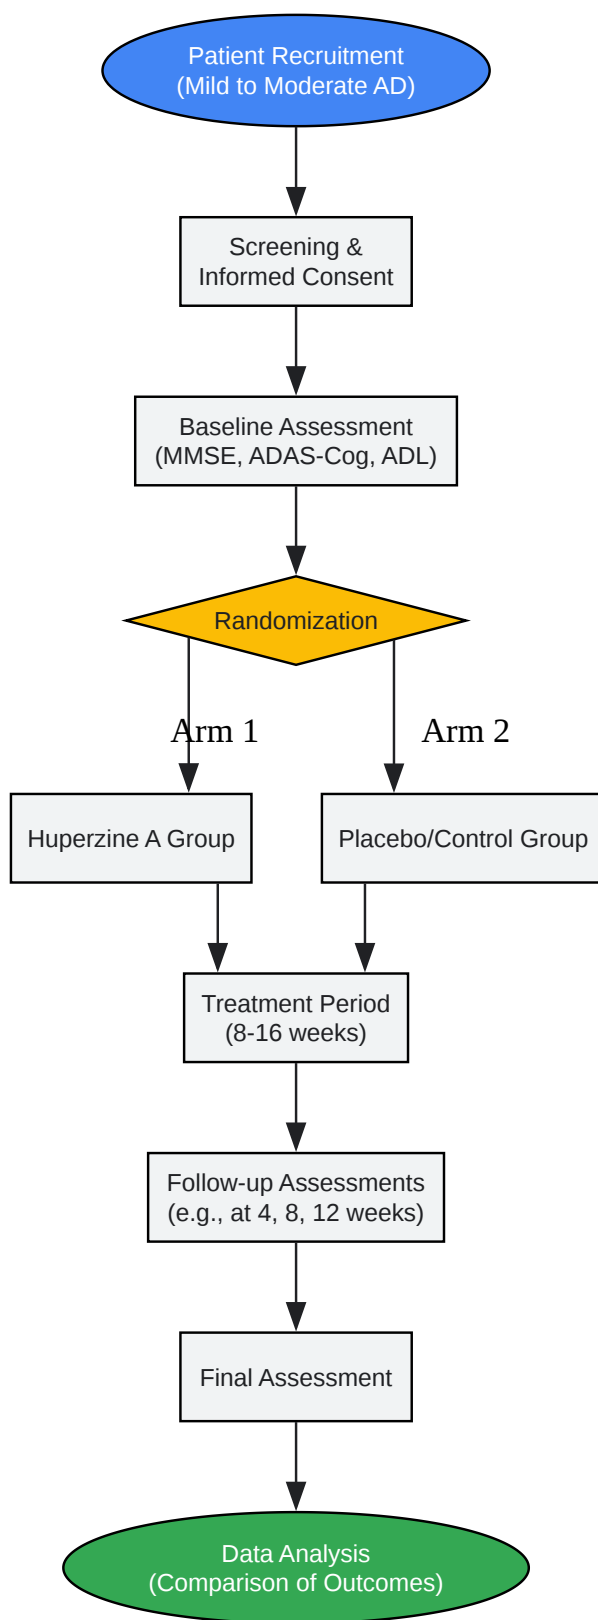 Patient Recruitment
(Mild to Moderate AD)
Screening &
Informed Consent
Baseline Assessment
(MMSE, ADAS-Cog, ADL)
Randomization
Arm 1
Arm 2
Huperzine A Group
Placebo/Control Group
Treatment Period
(8-16 weeks)
Follow-up Assessments
(e.g., at 4, 8, 12 weeks)
Final Assessment
Data Analysis
(Comparison of Outcomes)